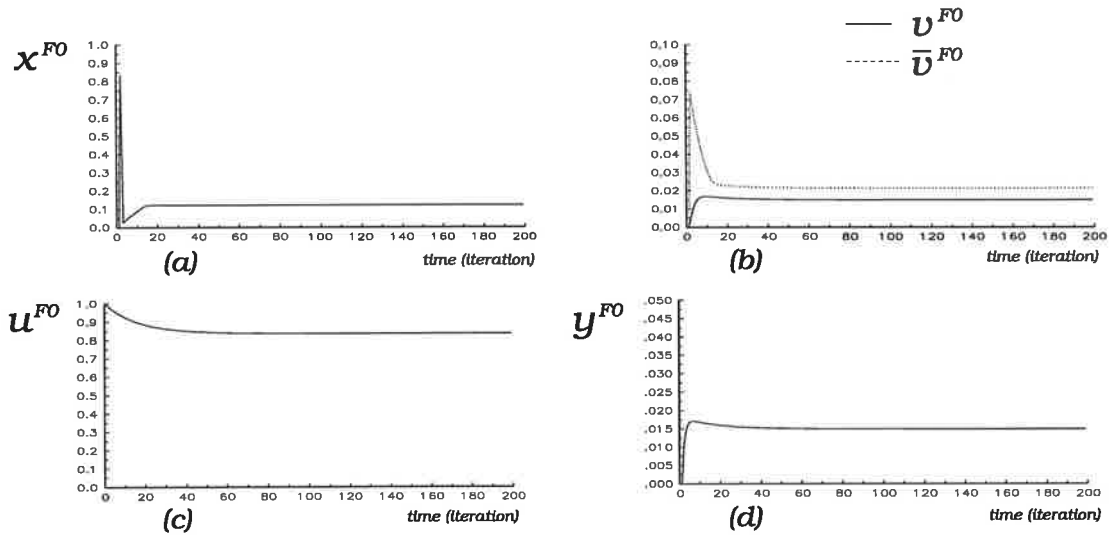 x^F0
1.0
0.9
0.8
0.7
0.6
0.5
0.4
0.3
0.2
0.1
0.0
0 20 40 60 80 100 120 140 160 180 200
(a)
time (iteration)
υ^F0
ῡ^F0
0,10
0,09
0,08
0,07
0,06
0,05
0,04
0,03
0,02
0,01
0,00
0 20 40 60 80 100 120 140 160 180 200
(b)
time (iteration)
u^F0
1,0
0,9
0.8
0.7
0.6
0.5
0.4
0.3
0.2
0.1
0.0
0 20 40 60 80 100 120 140 160 180 200
(c)
time (iteration)
y^F0
,050
,045
,040
,035
,030
,025
,020
,015
,010
,005
,000
0 20 40 60 80 100 120 140 160 180 200
(d)
time (iteration)